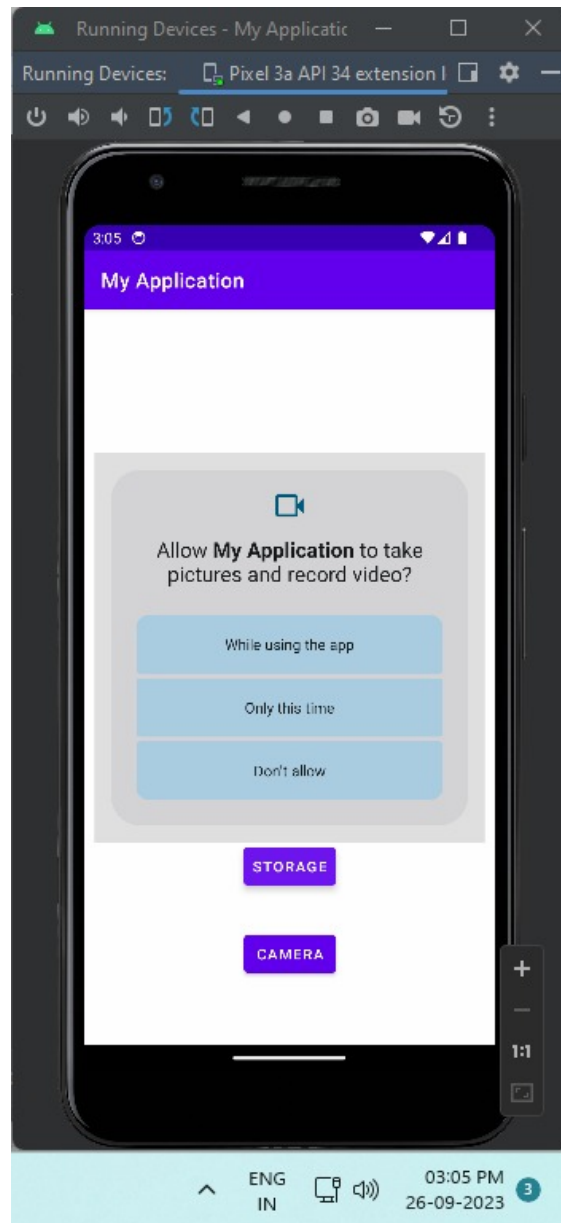 Running Devices - My Applicatic
Running Devices:
Pixel 3a API 34 extension l
3:05
My Application
Allow My Application to take
pictures and record video?
While using the app
Only this time
Don't allow
STORAGE
CAMERA
1:1
ENG
IN
03:05 PM
26-09-2023
3